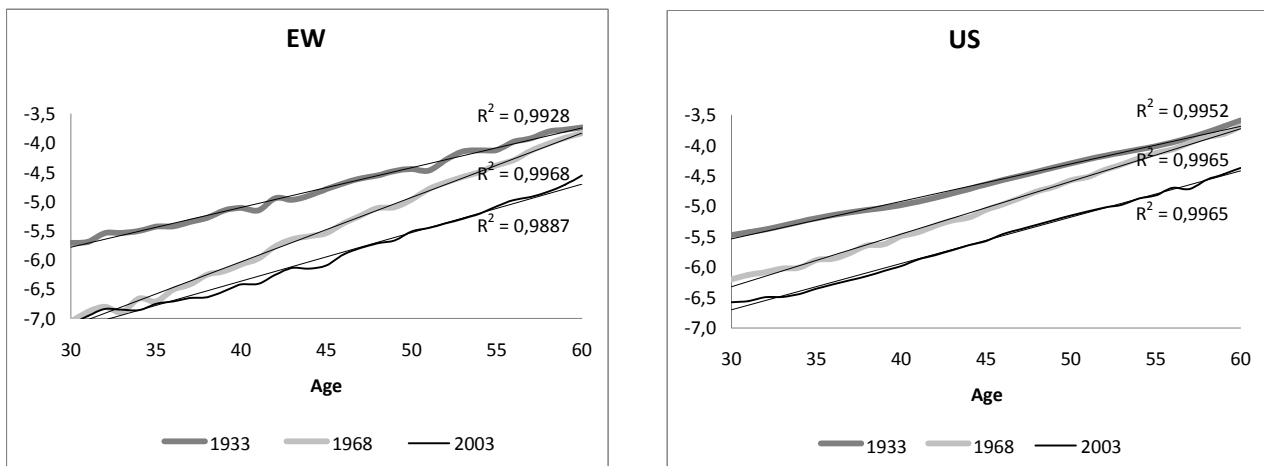 EW
R² = 0,9928
-3,5
-4,0
-4,5
R² = 0,9968
-5,0
R² = 0,9887
-5,5
-6,0
-6,5
-7,0
30 35 40 45 50 55 60
Age
1933 1968 2003
US
R² = 0,9952
-3,5
-4,0
R² = 0,9965
-4,5
-5,0
R² = 0,9965
-5,5
-6,0
-6,5
-7,0
30 35 40 45 50 55 60
Age
1933 1968 2003